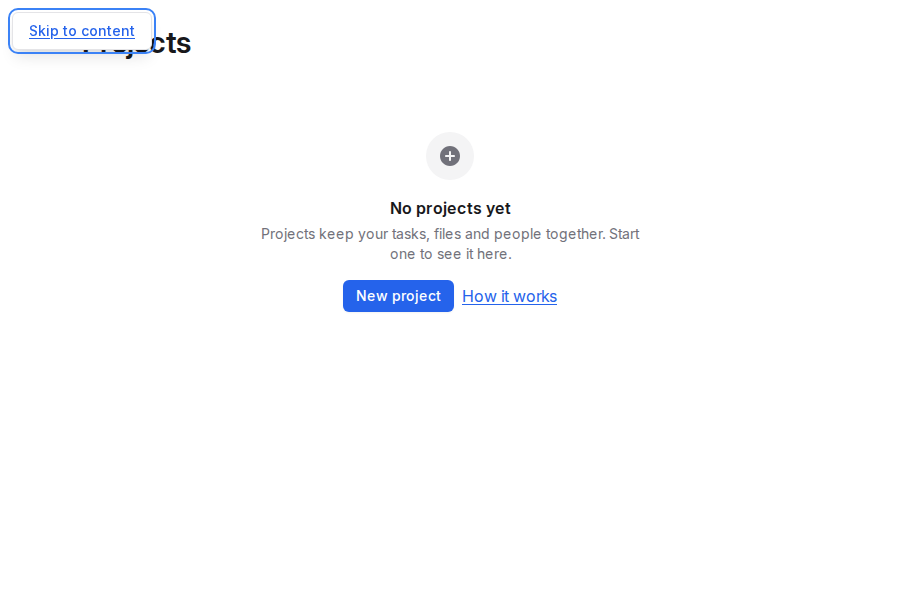 Skip to content
Projects
No projects yet
Projects keep your tasks, files and people together. Start
one to see it here.
New project
How it works